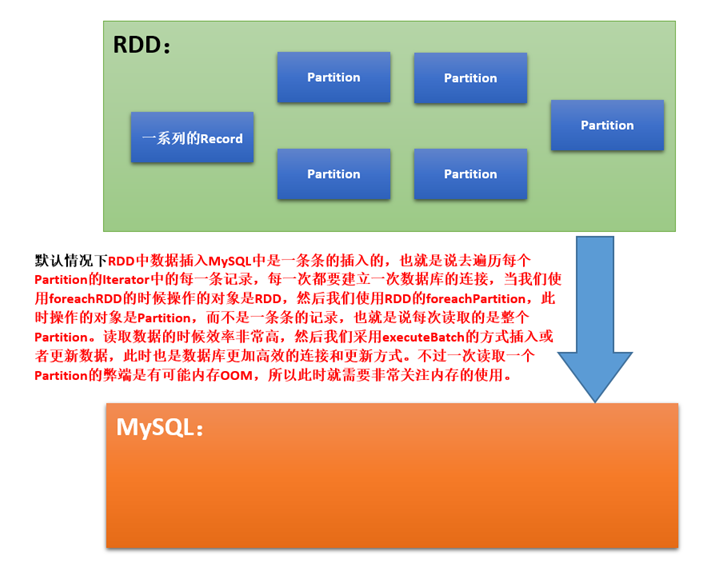 RDD：
Partition
Partition
一系列的Record
Partition
Partition
Partition
默认情况下RDD中数据插入MySQL中是一条条的插入的，也就是说去遍历每个
Partition的Iterator中的每一条记录，每一次都要建立一次数据库的连接，当我们使
用foreachRDD的时候操作的对象是RDD，然后我们使用RDD的foreachPartition，此
时操作的对象是Partition，而不是一条条的记录，也就是说每次读取的是整个
Partition。读取数据的时候效率非常高，然后我们采用executeBatch的方式插入或
者更新数据，此时也是数据库更加高效的连接和更新方式。不过一次读取一个
Partition的弊端是有可能内存OOM，所以此时就需要非常关注内存的使用。
MySQL：